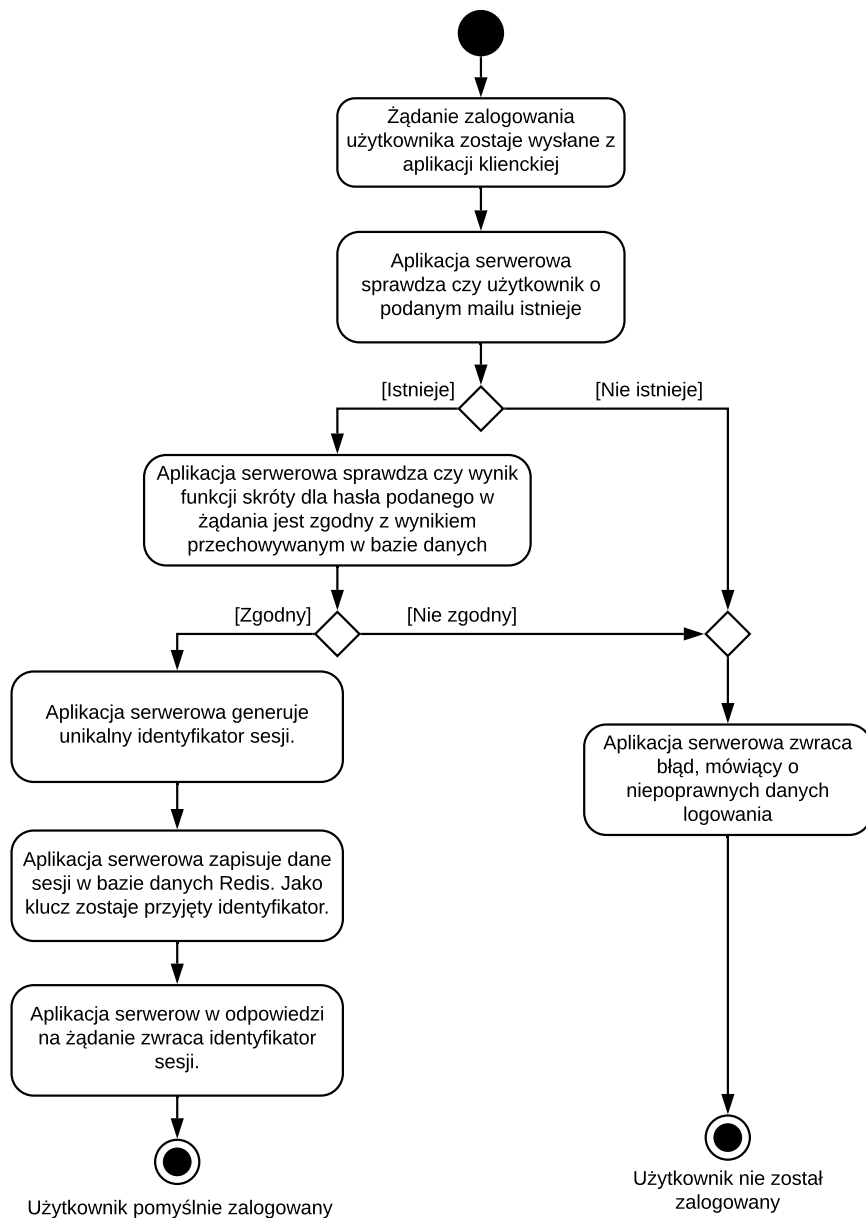 Żądanie zalogowania
użytkownika zostaje wysłane z
aplikacji klienckiej
Aplikacja serwerowa
sprawdza czy użytkownik o
podanym mailu istnieje
[Istnieje]
[Nie istnieje]
Aplikacja serwerowa sprawdza czy wynik
funkcji skróty dla hasła podanego w
żądania jest zgodny z wynikiem
przechowywanym w bazie danych
[Zgodny]
[Nie zgodny]
Aplikacja serwerowa generuje
unikalny identyfikator sesji.
Aplikacja serwerowa zwraca
błąd, mówiący o
niepoprawnych danych
logowania
Aplikacja serwerowa zapisuje dane
sesji w bazie danych Redis. Jako
klucz zostaje przyjęty identyfikator.
Aplikacja serwerow w odpowiedzi
na żądanie zwraca identyfikator
sesji.
Użytkownik pomyślnie zalogowany
Użytkownik nie został
zalogowany